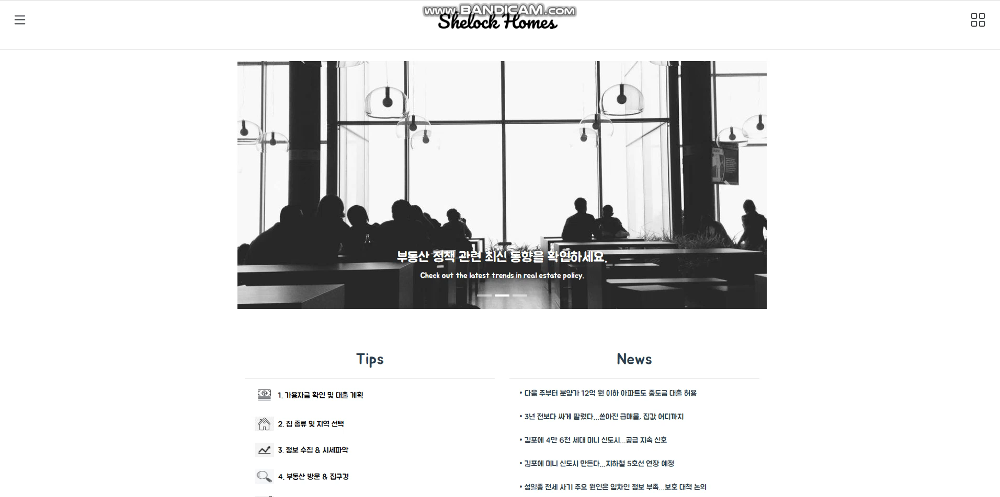 www.BANDICAM.com
Shelock Homes
부동산 정책 관련 최신 동향을 확인하세요.
Check out the latest trends in real estate policy.
Tips
1. 가용자금 확인 및 대출 계획
2. 집 종류 및 지역 선택
3. 정보 수집 & 시세파악
4. 부동산 방문 & 집구경
News
• 다음 주부터 분양가 12억 원 이하 아파트도 중도금 대출 허용
• 3년 전보다 싸게 팔렸다...쏟아진 급매물, 집값 어디까지
• 김포에 4만 6천 세대 미니 신도시...공급 지속 신호
• 김포에 미니 신도시 만든다...지하철 5호선 연장 예정
• 성일종 전세 사기 주요 원인은 임차인 정보 부족...보호 대책 논의